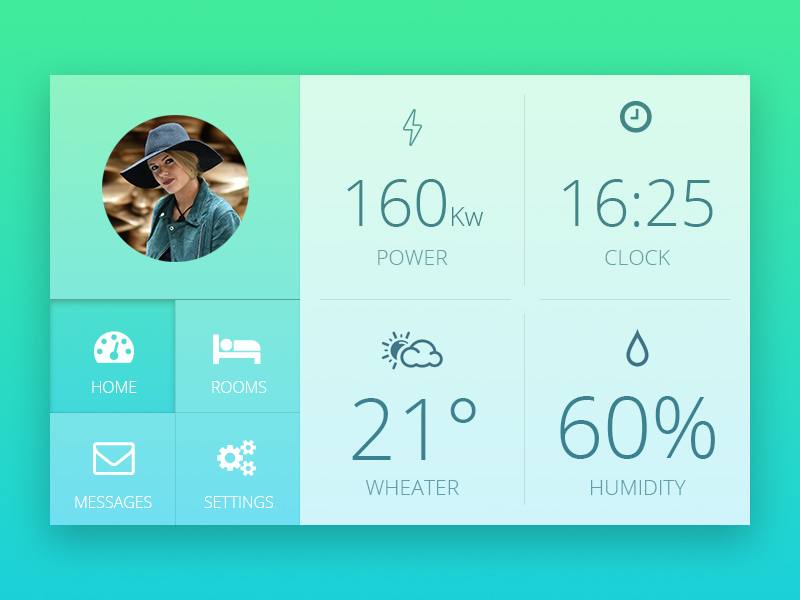 160Kw
POWER
16:25
CLOCK
HOME
ROOMS
MESSAGES
SETTINGS
21°
WHEATER
60%
HUMIDITY